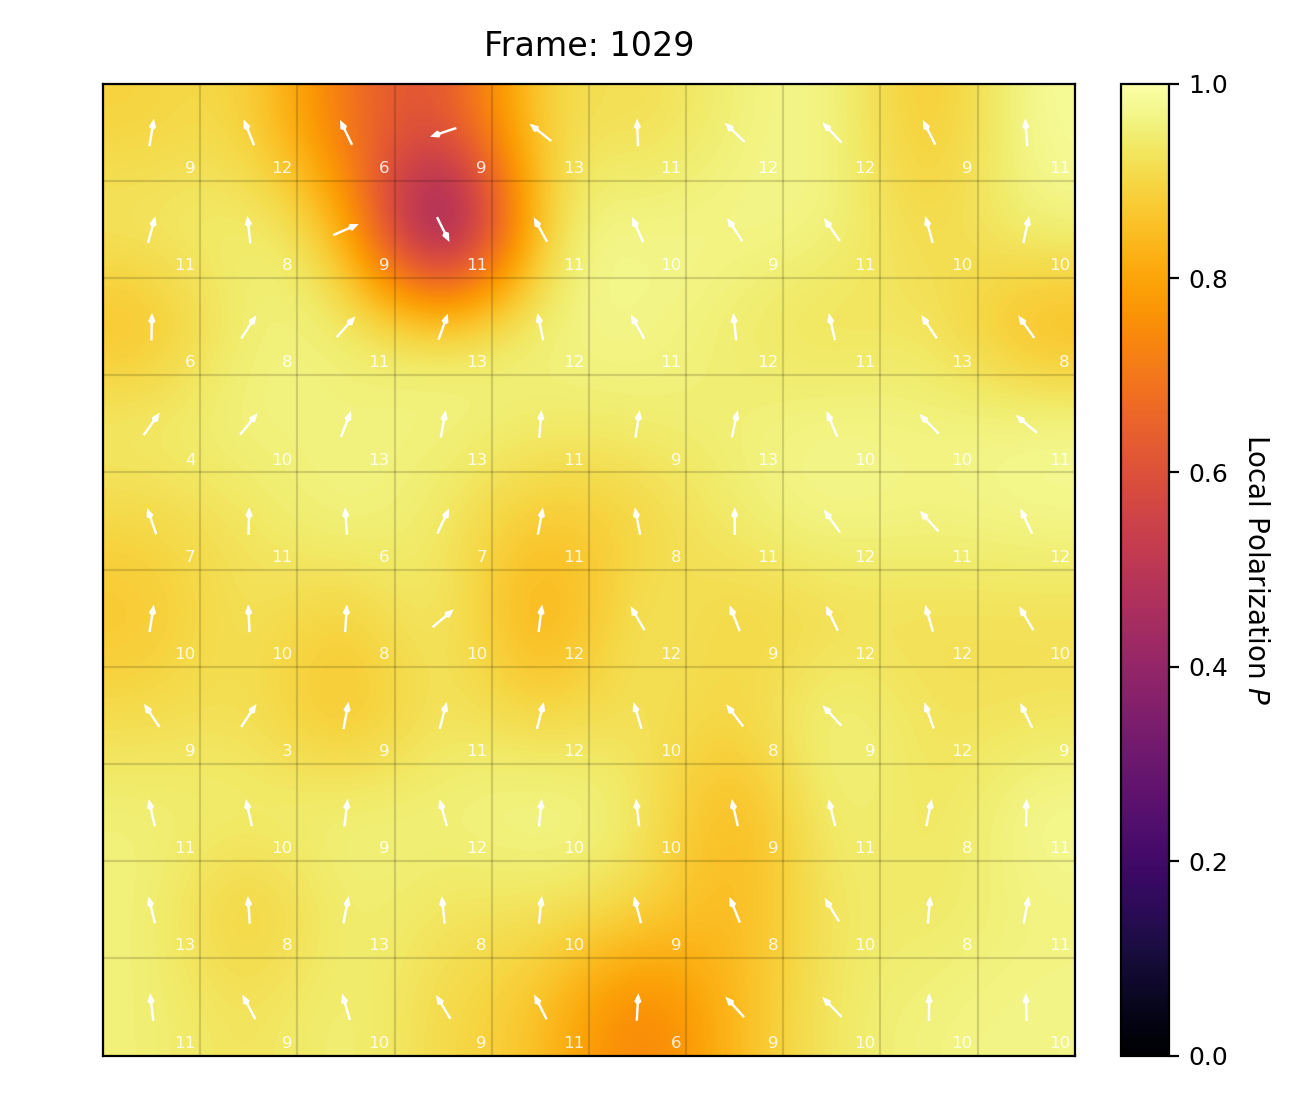 Frame: 1029
9 12 6 9 13 11 12 12 9 11
11 8 9 11 11 10 9 11 10 10
6 8 11 13 12 11 12 11 13 8
4 10 13 13 11 9 13 10 10 11
7 11 6 7 11 8 11 12 11 12
10 10 8 10 12 12 9 12 12 10
9 3 9 11 12 10 8 9 12 9
11 10 9 12 10 10 9 11 8 11
13 8 13 8 10 9 8 10 8 11
11 9 10 9 11 6 9 10 10 10
1.0
0.8
0.6
0.4
0.2
0.0
Local Polarization P